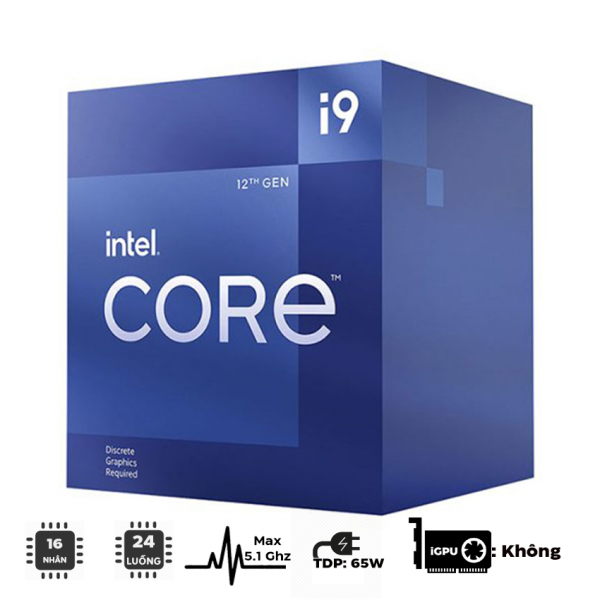 i9
12TH GEN
intel.
CORE™
Discrete
Graphics
Required
16
NHÂN
24
LUỒNG
Max
5.1 Ghz
TDP: 65W
iGPU : Không